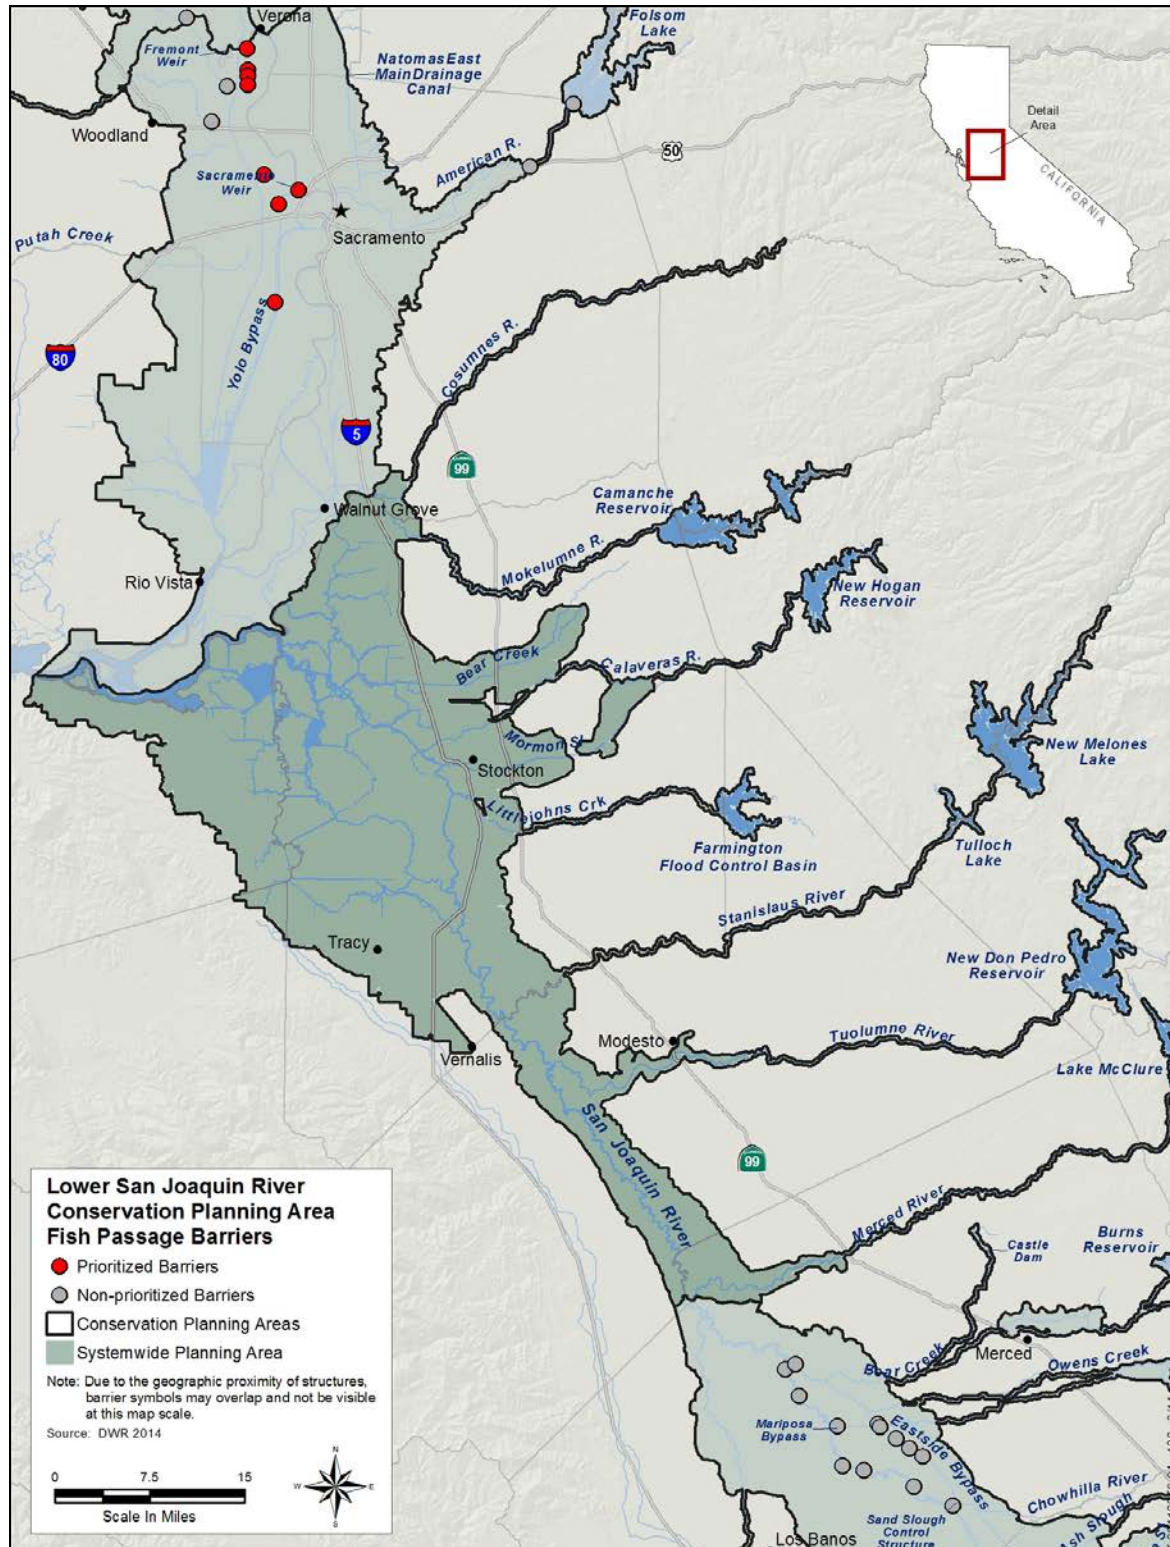 Verona
Folsom
Lake
Fremont
Weir
Natomas East
Main Drainage
Canal
Woodland
Detail
Area
American R.
50
Sacramento
Weir
CALIFORNIA
Putah Creek
Sacramento
Yolo Bypass
Cosumnes R.
80
5
99
Camanche
Reservoir
Walnut Grove
Mokelumne R.
Rio Vista
New Hogan
Reservoir
Bear Creek
Calaveras R.
Mormon Sl.
New Melones
Lake
Stockton
Littlejohns Crk
Farmington
Flood Control Basin
Tulloch
Lake
Stanislaus River
Tracy
New Don Pedro
Reservoir
Modesto
Tuolumne River
Vernalis
Lake McClure
San Joaquin River
99
Merced River
Castle
Dam
Burns
Reservoir
Bear Creek
Merced
Owens Creek
Mariposa
Bypass
Eastside Bypass
Chowhilla River
Ash Slough
Sand Slough
Control
Structure
Los Banos
Lower San Joaquin River
Conservation Planning Area
Fish Passage Barriers
Prioritized Barriers
Non-prioritized Barriers
Conservation Planning Areas
Systemwide Planning Area
Note: Due to the geographic proximity of structures,
barrier symbols may overlap and not be visible
at this map scale.
Source: DWR 2014
0 7.5 15
Scale In Miles
N
W E
S